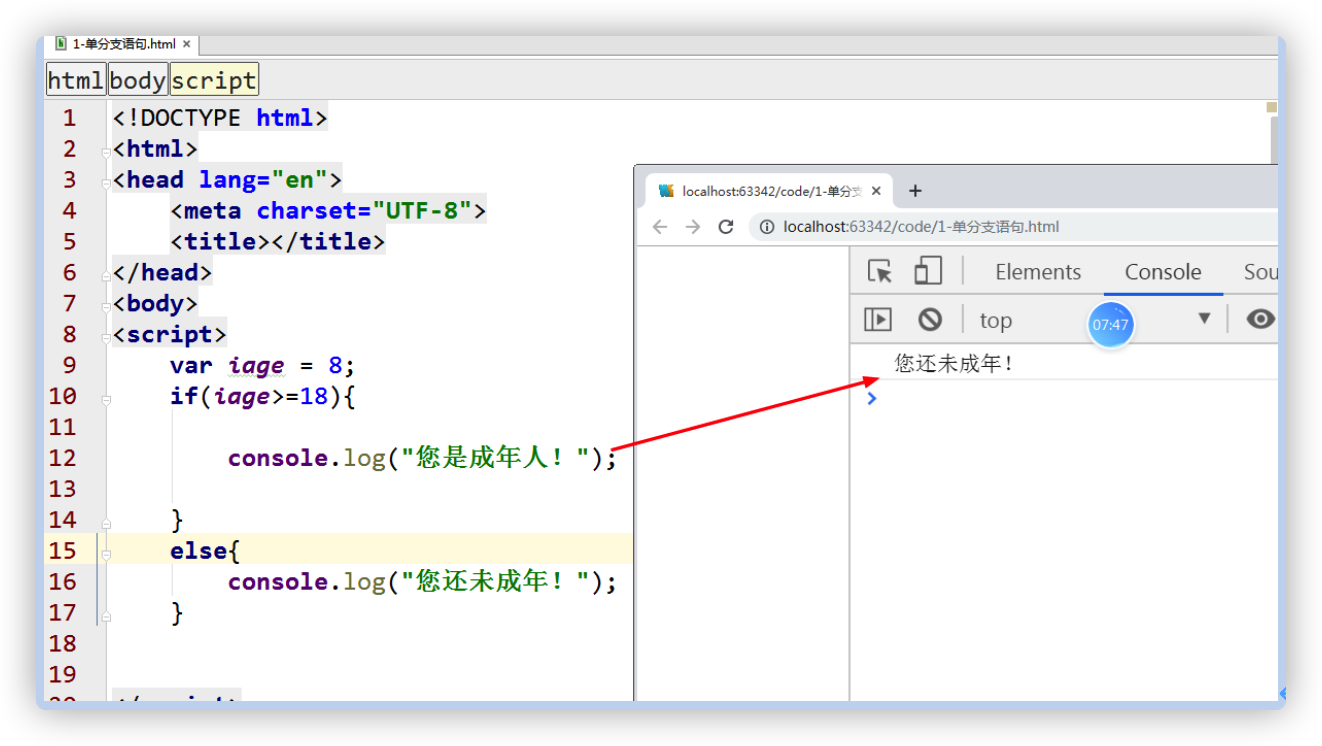 1-单分支语句.html ×
html body script
1 <!DOCTYPE html>
2 <html>
3 <head lang="en">
4 <meta charset="UTF-8">
5 <title></title>
6 </head>
7 <body>
8 <script>
9 var iage = 8;
10 if(iage>=18){
11
12 console.log("您是成年人！");
13
14 }
15 else{
16 console.log("您还未成年！");
17 }
18
19
localhost:63342/code/1-单分支 × +
localhost:63342/code/1-单分支语句.html
Elements Console Sou
top 07:47
您还未成年！